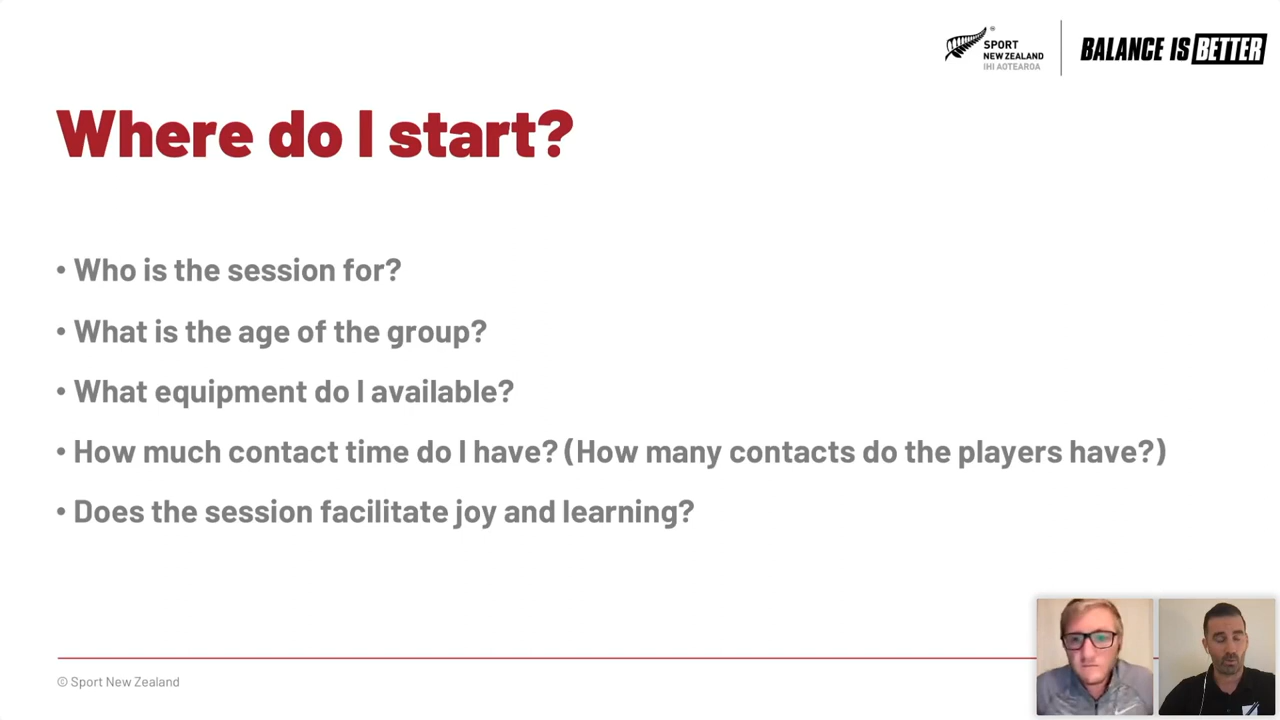 SPORT
NEW ZEALAND
IHI AOTEAROA
BALANCE IS BETTER
Where do I start?
• Who is the session for?
• What is the age of the group?
• What equipment do I available?
• How much contact time do I have? (How many contacts do the players have?)
• Does the session facilitate joy and learning?
© Sport New Zealand